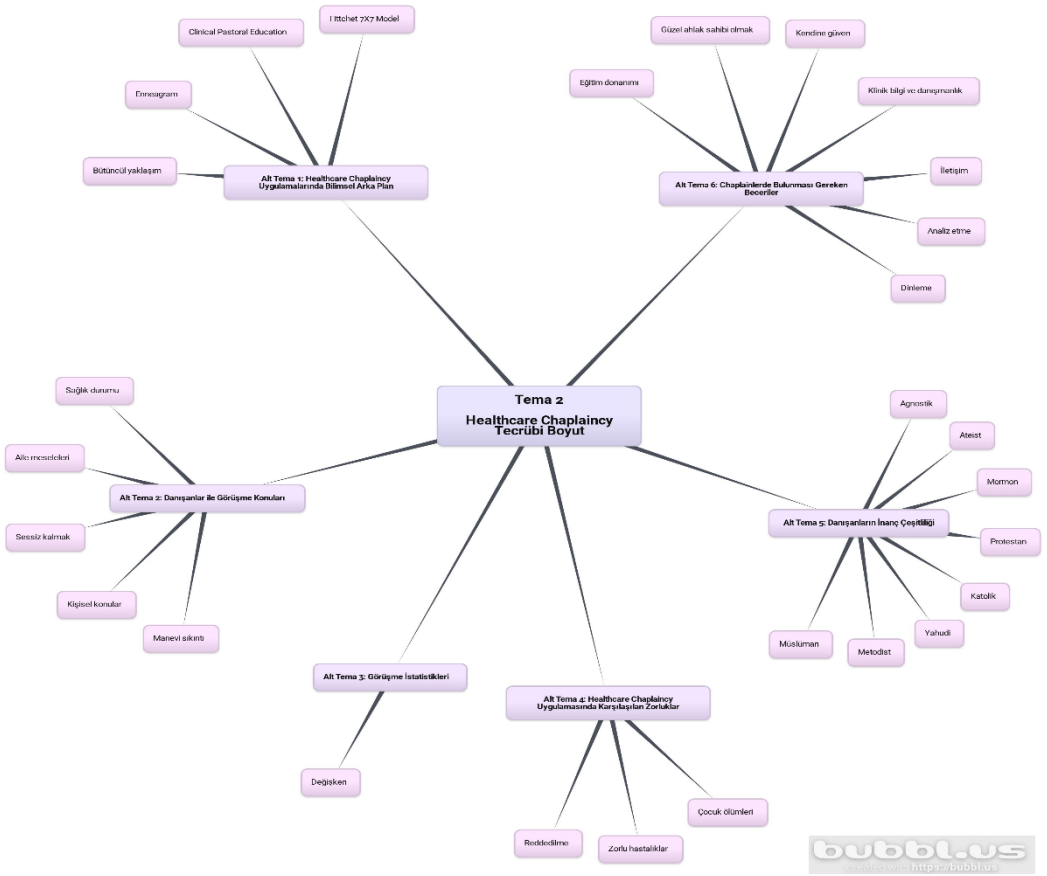 Clinical Pastoral Education
Fittchet 7X7 Model
Enneagram
Bütüncül yaklaşım
Alt Tema 1: Healthcare Chaplaincy
Uygulamalarında Bilimsel Arka Plan
Güzel ahlak sahibi olmak
Kendine güven
Eğitim donanımı
Klinik bilgi ve danışmanlık
İletişim
Analiz etme
Dinleme
Alt Tema 6: Chaplainlerde Bulunması Gereken
Beceriler
Tema 2
Healthcare Chaplaincy
Tecrübi Boyut
Sağlık durumu
Aile meseleleri
Sessiz kalmak
Kişisel konular
Manevi sıkıntı
Alt Tema 2: Danışanlar ile Görüşme Konuları
Agnostik
Ateist
Mormon
Protestan
Katolik
Yahudi
Metodist
Müslüman
Alt Tema 5: Danışanların İnanç Çeşitliliği
Alt Tema 3: Görüşme İstatistikleri
Değişken
Alt Tema 4: Healthcare Chaplaincy
Uygulamasında Karşılaşılan Zorluklar
Reddedilme
Zorlu hastalıklar
Çocuk ölümleri
bubbl.us
created with https://bubbl.us